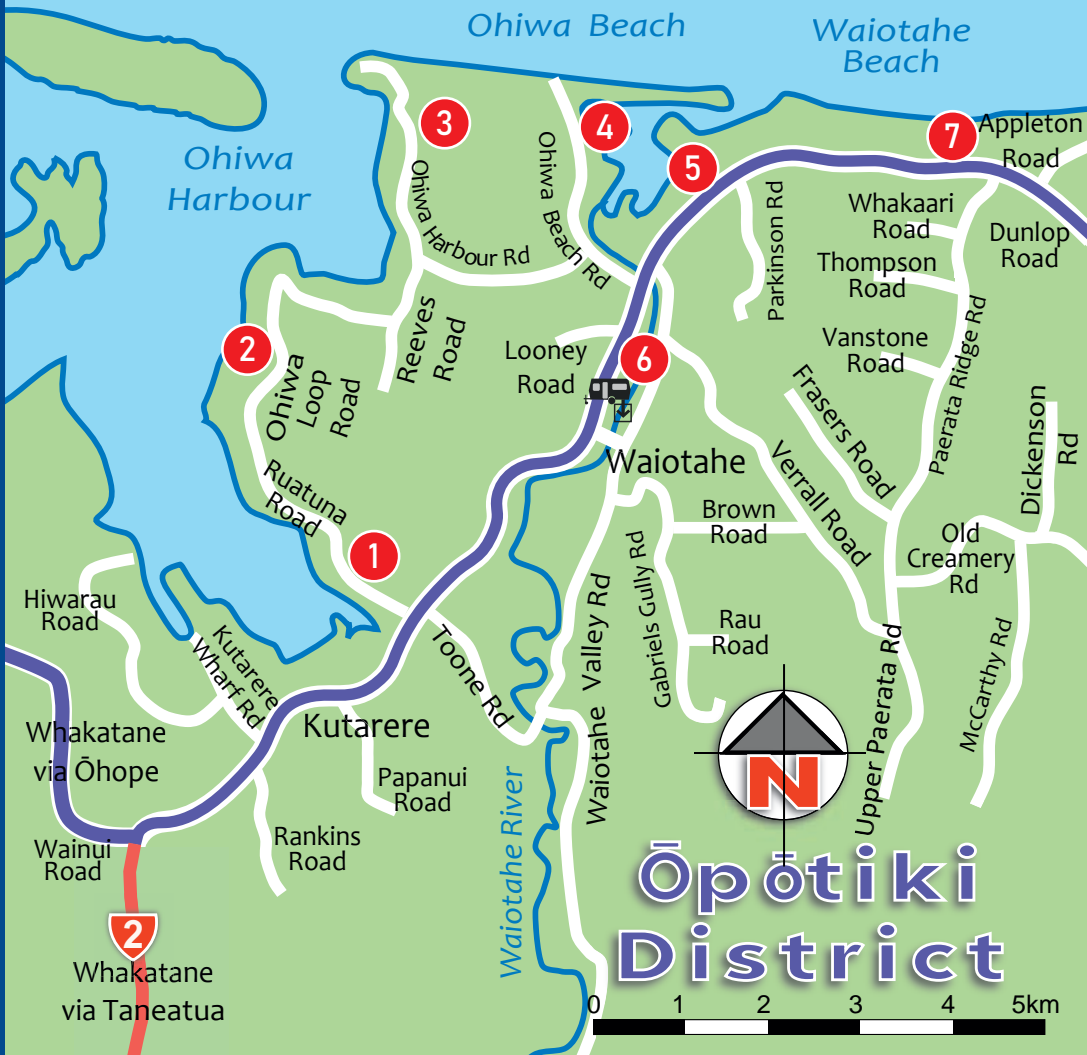 Ohiwa Beach
Waiotahe
Beach
3
4
7
Appleton
Road
Ohiwa
Harbour
5
Ohiwa Harbour Rd
Ohiwa Beach Rd
Parkinson Rd
Whakaari
Road
Dunlop
Road
Thompson
Road
2
Reeves
Road
Looney
Road
6
Vanstone
Road
Paerata Ridge Rd
Ohiwa
Loop
Road
Frasers Road
Dickenson
Rd
Waiotahe
Verrall Road
Ruatuna
Road
Brown
Road
Old
Creamery
Rd
1
Hiwarau
Road
Gabriels Gully Rd
Rau
Road
Kutarere
Wharf Rd
Toone Rd
Waiotahe Valley Rd
Upper Paerata Rd
McCarthy Rd
Whakatane
via Ōhope
Kutarere
N
Papanui
Road
Wainui
Road
Rankins
Road
Waiotahe River
Ōpōtiki
District
2
Whakatane
via Taneatua
0 1 2 3 4 5km